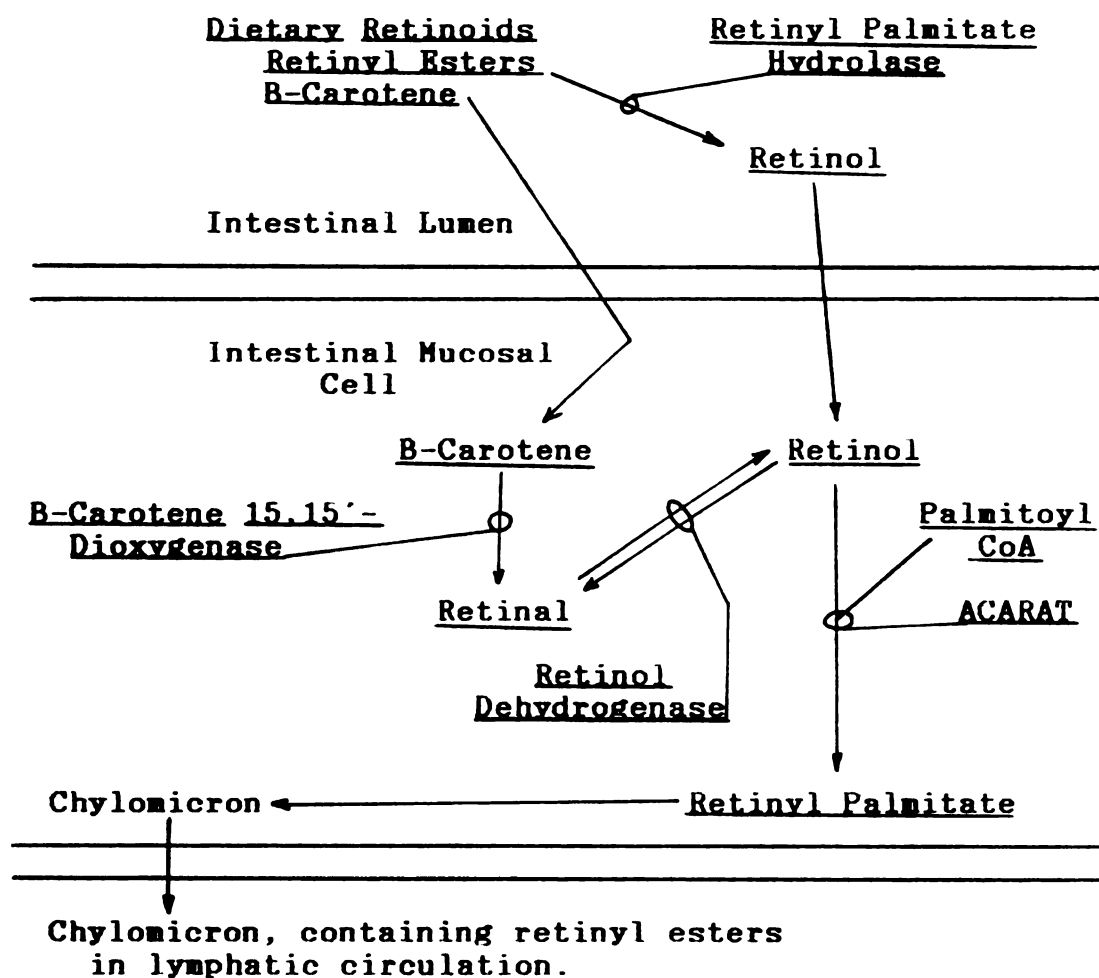 Dietary Retinoids
Retinyl Esters
B-Carotene
Retinyl Palmitate
Hydrolase
Retinol
Intestinal Lumen
Intestinal Mucosal
Cell
B-Carotene
Retinol
B-Carotene 15,15´-
Dioxygenase
Palmitoyl
CoA
Retinal
ACARAT
Retinol
Dehydrogenase
Chylomicron
Retinyl Palmitate
Chylomicron, containing retinyl esters
in lymphatic circulation.